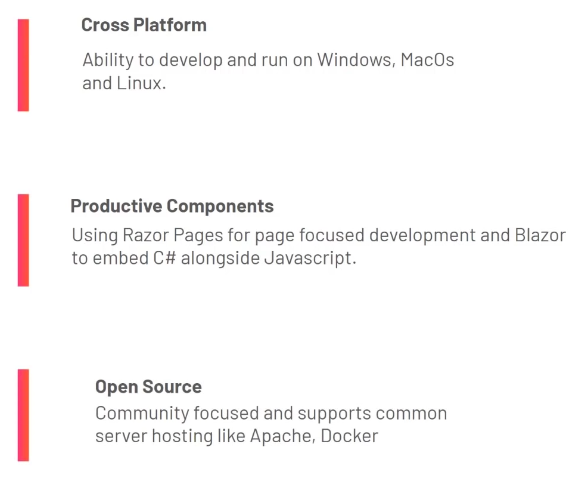 Cross Platform
Ability to develop and run on Windows, MacOs
and Linux.
Productive Components
Using Razor Pages for page focused development and Blazor
to embed C# alongside Javascript.
Open Source
Community focused and supports common
server hosting like Apache, Docker